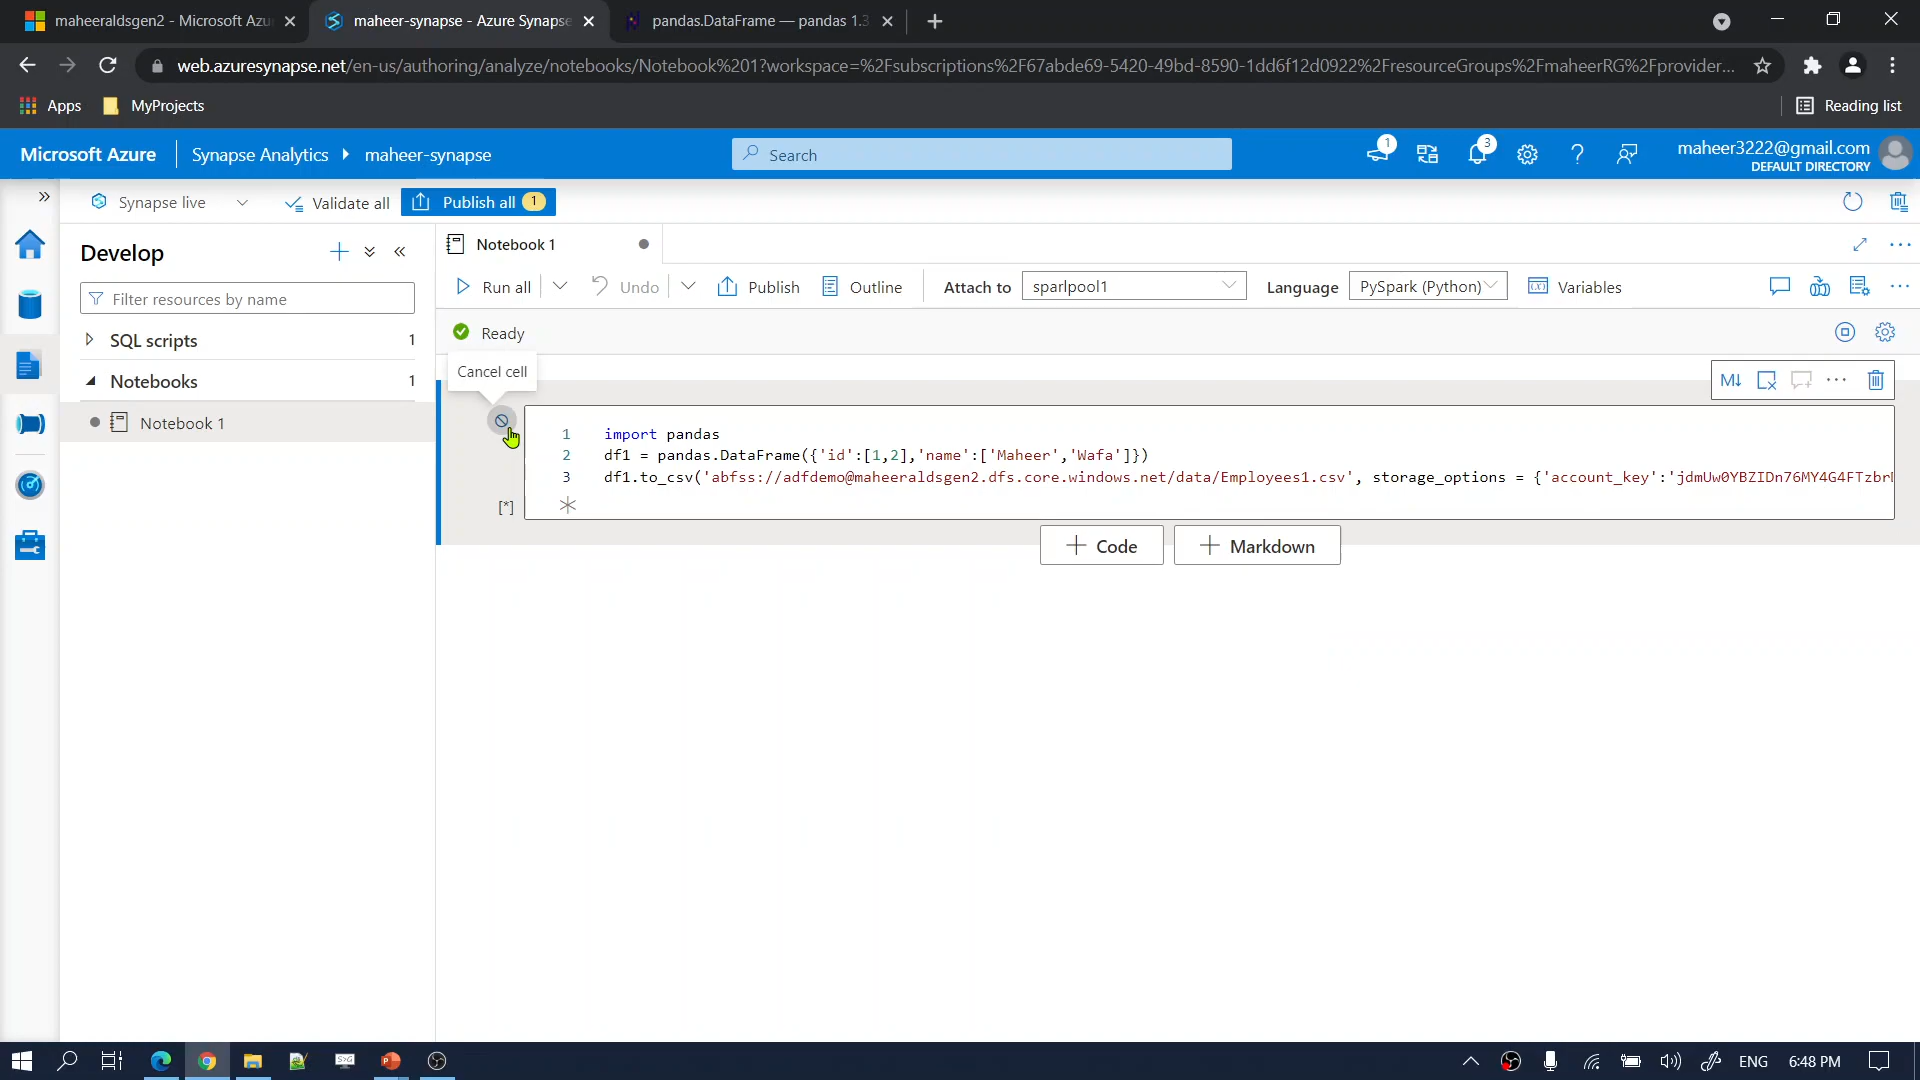 maheeraldsgen2 - Microsoft Azu
maheer-synapse - Azure Synapse
pandas.DataFrame — pandas 1.3
web.azuresynapse.net/en-us/authoring/analyze/notebooks/Notebook%201?workspace=%2Fsubscriptions%2F67abde69-5420-49bd-8590-1dd6f12d0922%2FresourceGroups%2FmaheerRG%2Fprovider...
Apps
MyProjects
Reading list
Microsoft Azure
Synapse Analytics
maheer-synapse
Search
1
3
maheer3222@gmail.com
DEFAULT DIRECTORY
Synapse live
Validate all
Publish all 1
Develop
Notebook 1
Filter resources by name
Run all
Undo
Publish
Outline
Attach to
sparlpool1
Language
PySpark (Python)
Variables
SQL scripts 1
Ready
Cancel cell
Notebooks 1
Notebook 1
M↓
1 import pandas
2 df1 = pandas.DataFrame({'id':[1,2],'name':['Maheer','Wafa']})
3 df1.to_csv('abfss://adfdemo@maheeraldsgen2.dfs.core.windows.net/data/Employees1.csv', storage_options = {'account_key':'jdmUw0YBZIDn76MY4G4FTzbr
[*]
+ Code
+ Markdown
ENG
6:48 PM